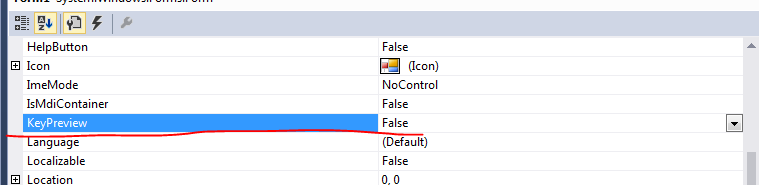 Form1 System.Windows.Forms.Form
HelpButton False
Icon (Icon)
ImeMode NoControl
IsMdiContainer False
KeyPreview False
Language (Default)
Localizable False
Location 0, 0